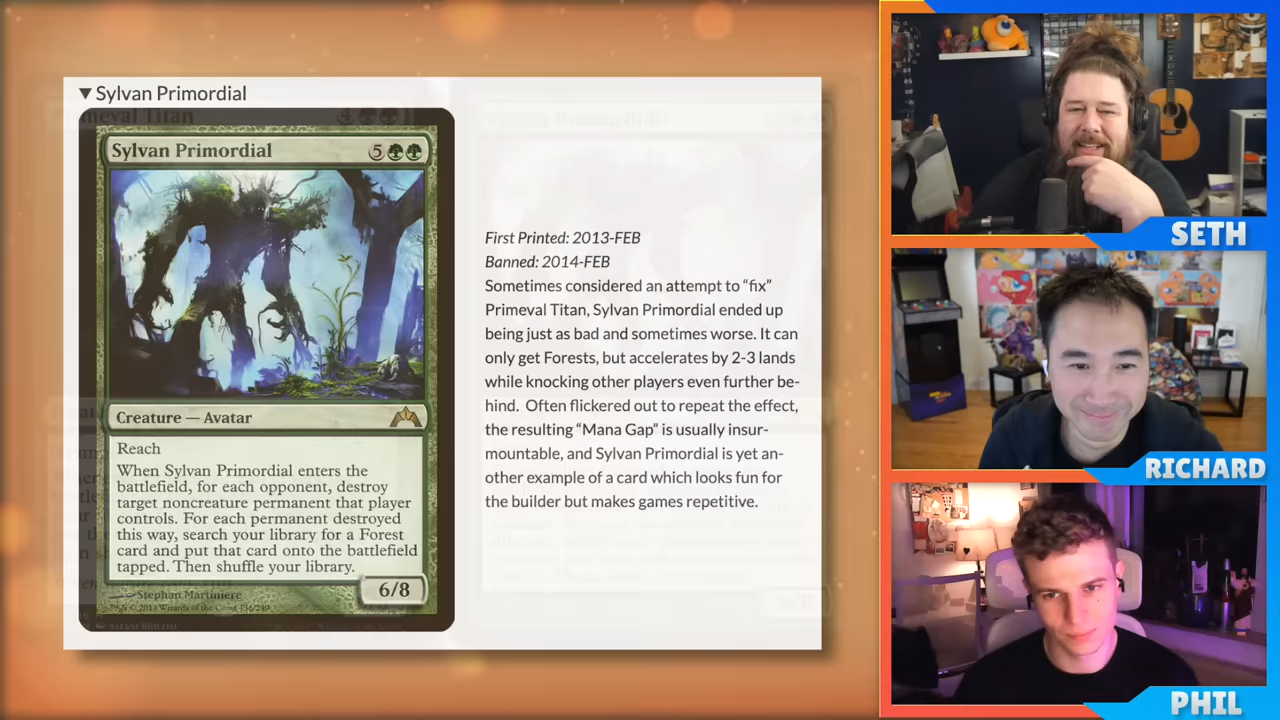 ▼ Sylvan Primordial
Sylvan Primordial 5
Creature — Avatar
Reach
When Sylvan Primordial enters the
battlefield, for each opponent, destroy
target noncreature permanent that player
controls. For each permanent destroyed
this way, search your library for a Forest
card and put that card onto the battlefield
tapped. Then shuffle your library.
6/8
Stephan Martiniere
First Printed: 2013-FEB
Banned: 2014-FEB
Sometimes considered an attempt to “fix”
Primeval Titan, Sylvan Primordial ended up
being just as bad and sometimes worse. It can
only get Forests, but accelerates by 2-3 lands
while knocking other players even further be-
hind. Often flickered out to repeat the effect,
the resulting “Mana Gap” is usually insur-
mountable, and Sylvan Primordial is yet an-
other example of a card which looks fun for
the builder but makes games repetitive.
SETH
RICHARD
PHIL